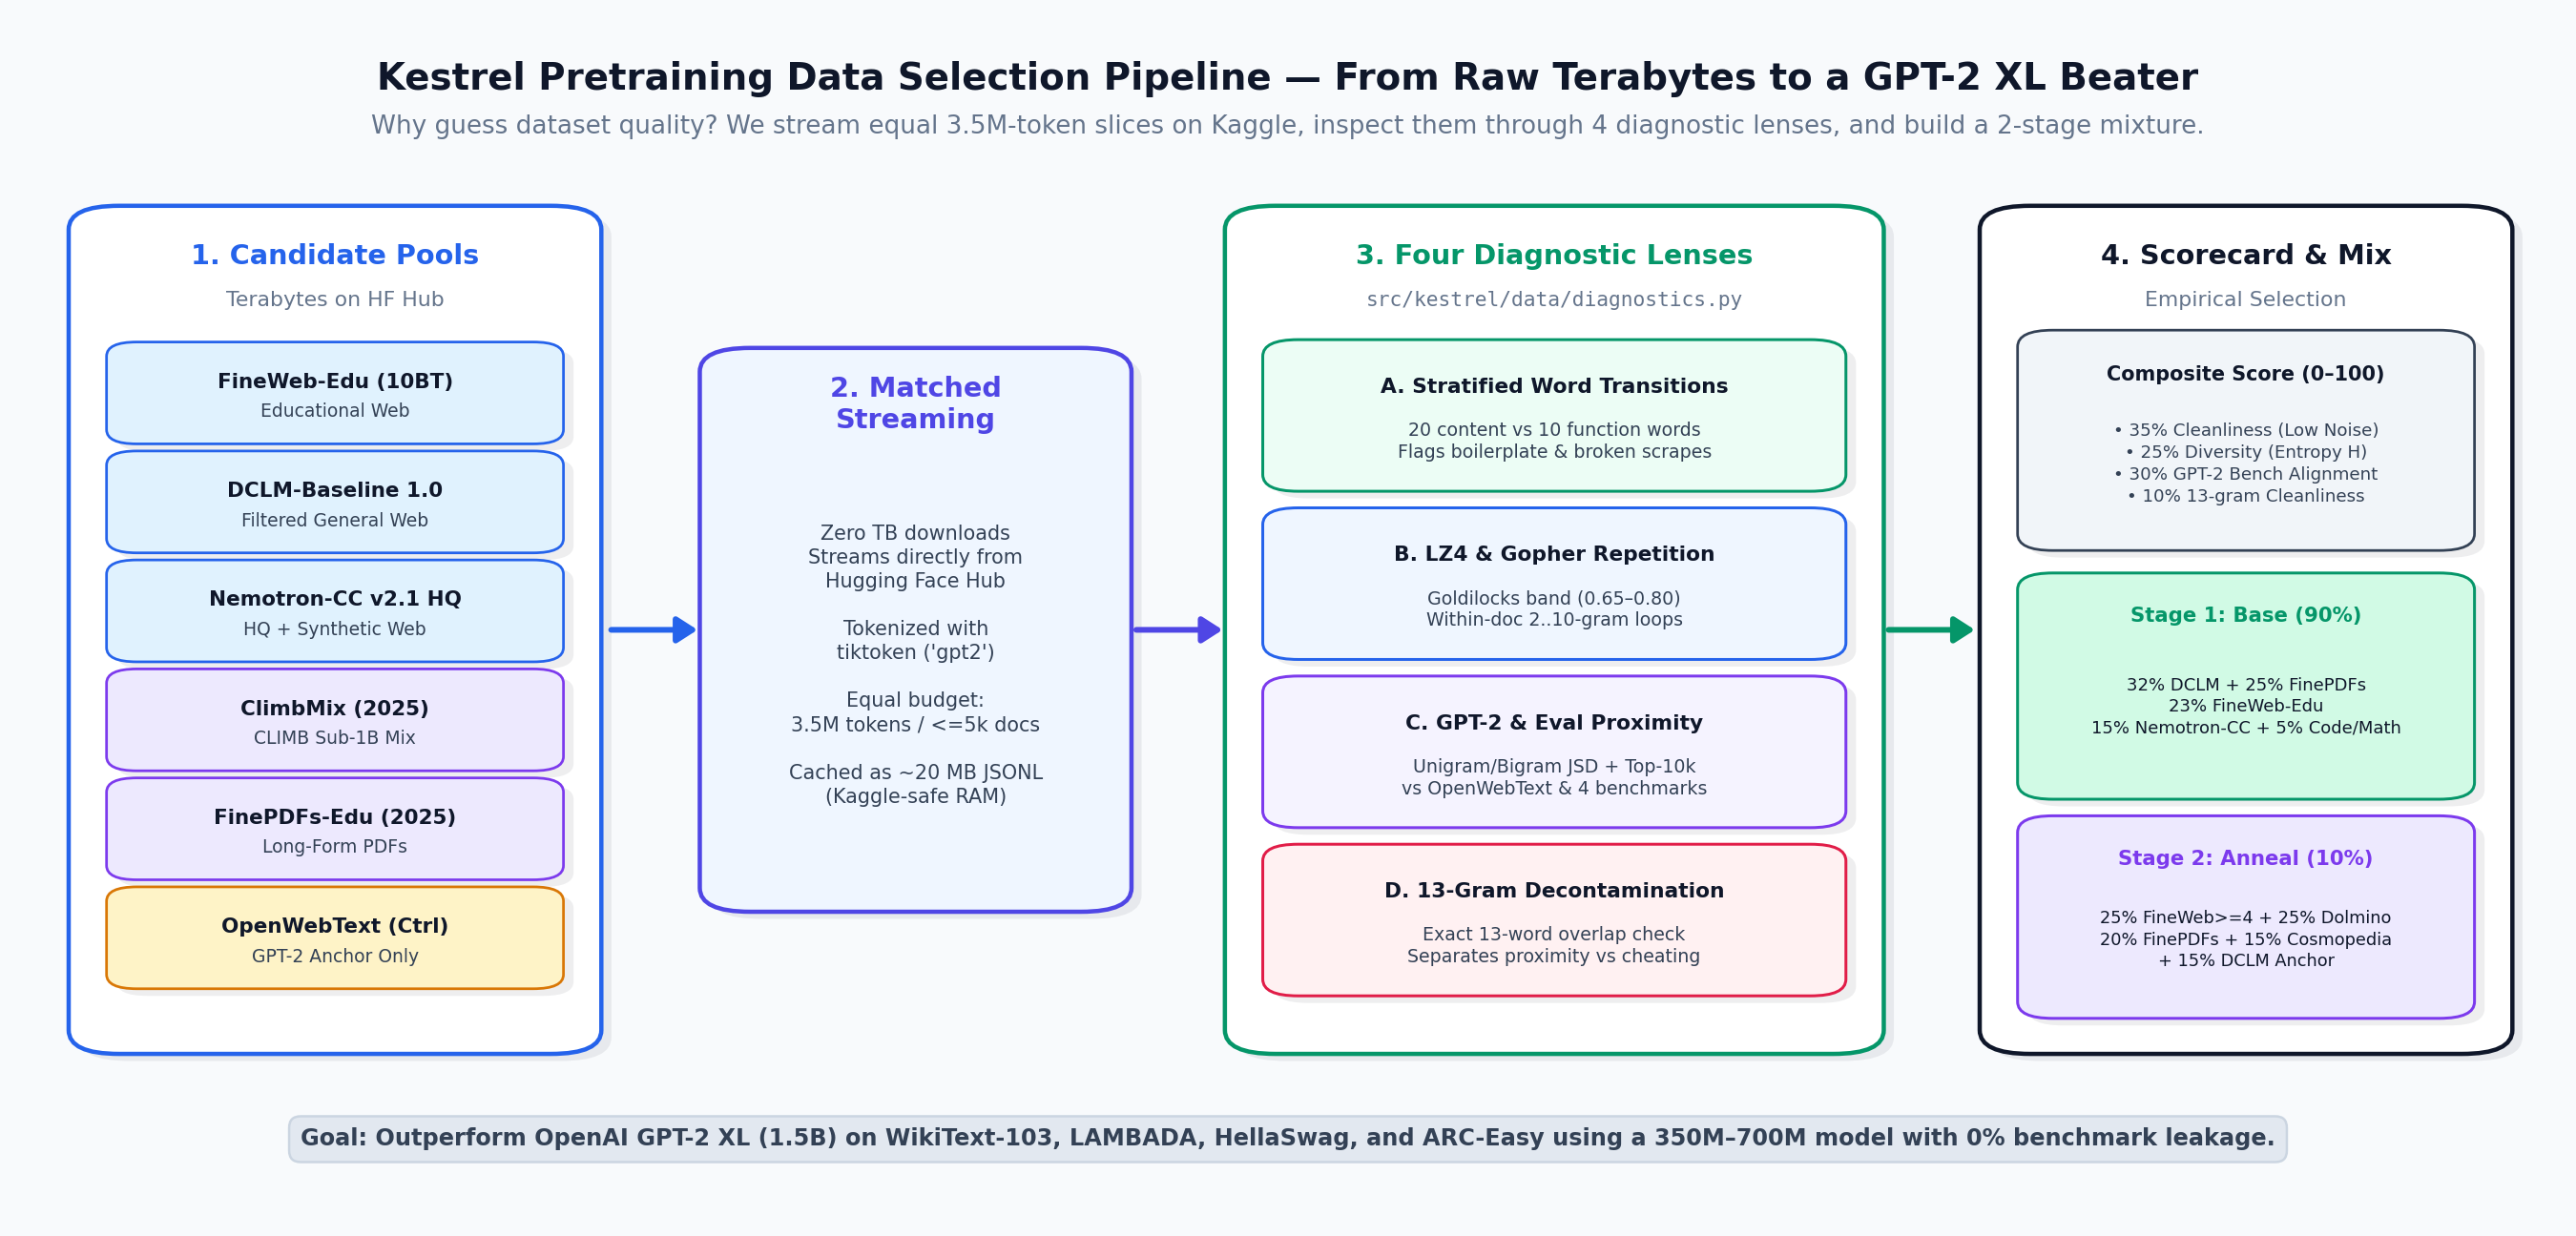 Kestrel Pretraining Data Selection Pipeline — From Raw Terabytes to a GPT-2 XL Beater
Why guess dataset quality? We stream equal 3.5M-token slices on Kaggle, inspect them through 4 diagnostic lenses, and build a 2-stage mixture.
1. Candidate Pools
Terabytes on HF Hub
FineWeb-Edu (10BT)
Educational Web
DCLM-Baseline 1.0
Filtered General Web
Nemotron-CC v2.1 HQ
HQ + Synthetic Web
ClimbMix (2025)
CLIMB Sub-1B Mix
FinePDFs-Edu (2025)
Long-Form PDFs
OpenWebText (Ctrl)
GPT-2 Anchor Only
2. Matched
Streaming
Zero TB downloads
Streams directly from
Hugging Face Hub
Tokenized with
tiktoken ('gpt2')
Equal budget:
3.5M tokens / <=5k docs
Cached as ~20 MB JSONL
(Kaggle-safe RAM)
3. Four Diagnostic Lenses
src/kestrel/data/diagnostics.py
A. Stratified Word Transitions
20 content vs 10 function words
Flags boilerplate & broken scrapes
B. LZ4 & Gopher Repetition
Goldilocks band (0.65–0.80)
Within-doc 2..10-gram loops
C. GPT-2 & Eval Proximity
Unigram/Bigram JSD + Top-10k
vs OpenWebText & 4 benchmarks
D. 13-Gram Decontamination
Exact 13-word overlap check
Separates proximity vs cheating
4. Scorecard & Mix
Empirical Selection
Composite Score (0–100)
• 35% Cleanliness (Low Noise)
• 25% Diversity (Entropy H)
• 30% GPT-2 Bench Alignment
• 10% 13-gram Cleanliness
Stage 1: Base (90%)
32% DCLM + 25% FinePDFs
23% FineWeb-Edu
15% Nemotron-CC + 5% Code/Math
Stage 2: Anneal (10%)
25% FineWeb>=4 + 25% Dolmino
20% FinePDFs + 15% Cosmopedia
+ 15% DCLM Anchor
Goal: Outperform OpenAI GPT-2 XL (1.5B) on WikiText-103, LAMBADA, HellaSwag, and ARC-Easy using a 350M–700M model with 0% benchmark leakage.